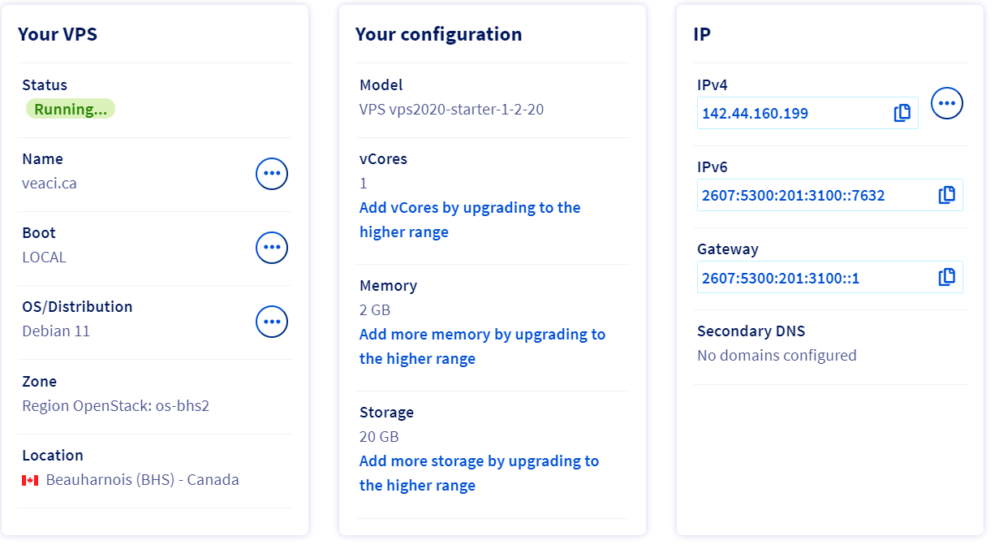 Your VPS
Status
Running...
Name
veaci.ca
Boot
LOCAL
OS/Distribution
Debian 11
Zone
Region OpenStack: os-bhs2
Location
Beauharnois (BHS) - Canada
Your configuration
Model
VPS vps2020-starter-1-2-20
vCores
1
Add vCores by upgrading to the
higher range
Memory
2 GB
Add more memory by upgrading to
the higher range
Storage
20 GB
Add more storage by upgrading to
the higher range
IP
IPv4
142.44.160.199
IPv6
2607:5300:201:3100::7632
Gateway
2607:5300:201:3100::1
Secondary DNS
No domains configured